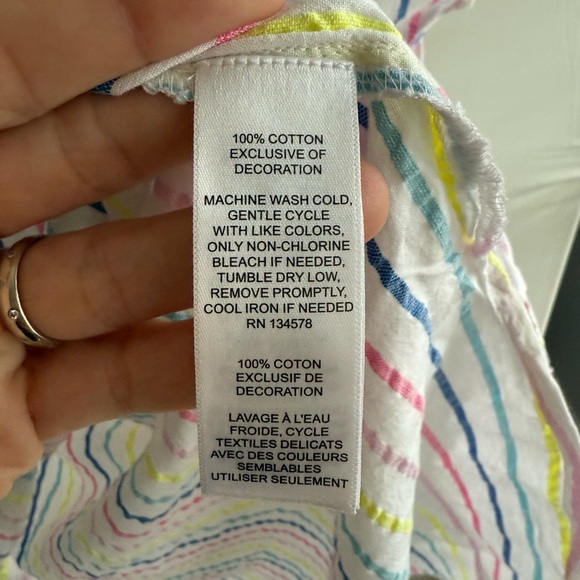 100% COTTON
EXCLUSIVE OF
DECORATION
MACHINE WASH COLD,
GENTLE CYCLE
WITH LIKE COLORS,
ONLY NON-CHLORINE
BLEACH IF NEEDED,
TUMBLE DRY LOW,
REMOVE PROMPTLY,
COOL IRON IF NEEDED
RN 134578
100% COTON
EXCLUSIF DE
DECORATION
LAVAGE À L'EAU
FROIDE, CYCLE
TEXTILES DELICATS
AVEC DES COULEURS
SEMBLABLES
UTILISER SEULEMENT